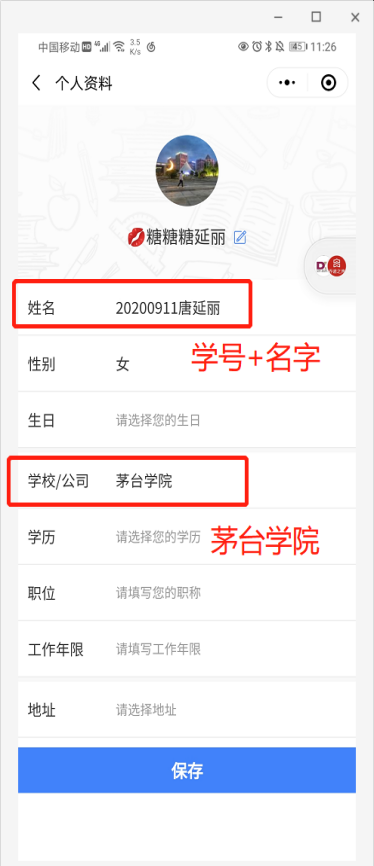 中国移动 HD 4G 3.5 K/s 45 11:26
个人资料
糖糖糖延丽
姓名 20200911唐延丽
学号+名字
性别 女
生日 请选择您的生日
学校/公司 茅台学院
学历 请选择您的学历
茅台学院
职位 请填写您的职称
工作年限 请填写工作年限
地址 请选择地址
保存